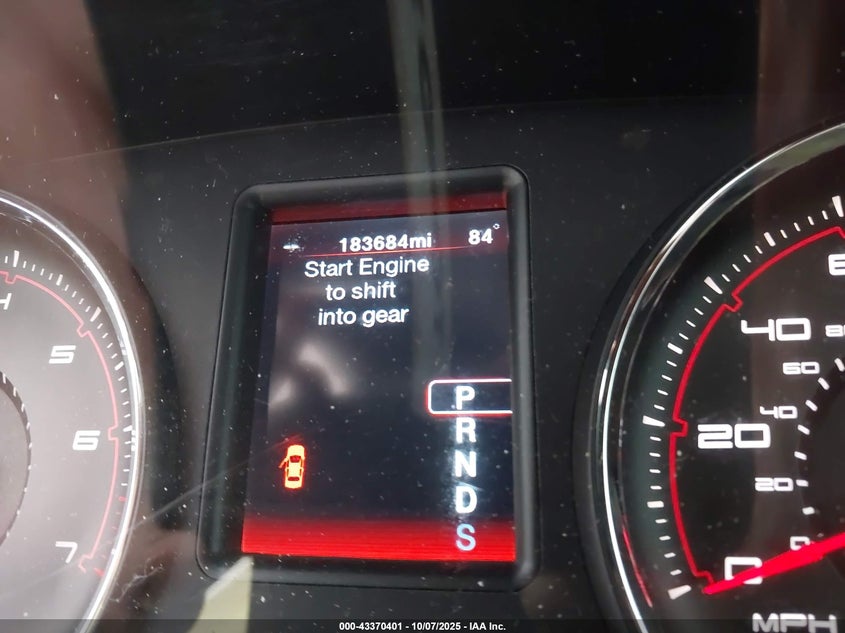 183684mi 84°
Start Engine
to shift
into gear
P
R
N
D
S
5
6
7
H
40
60
40
20
20
0
0
MPH
000-43370401 - 10/07/2025 - IAA Inc.